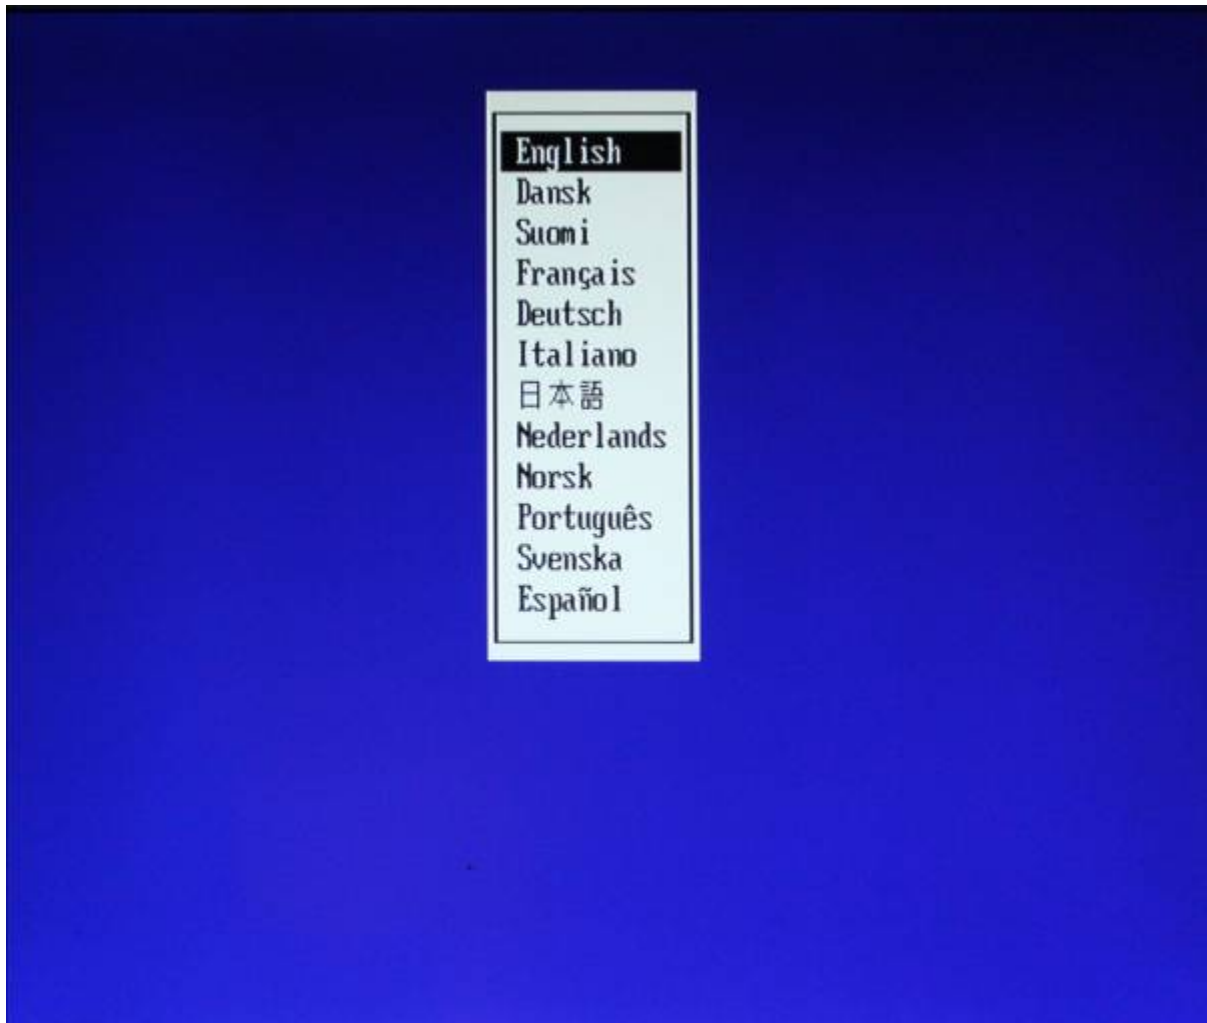 English
Dansk
Suomi
Français
Deutsch
Italiano
日本語
Nederlands
Norsk
Português
Svenska
Español